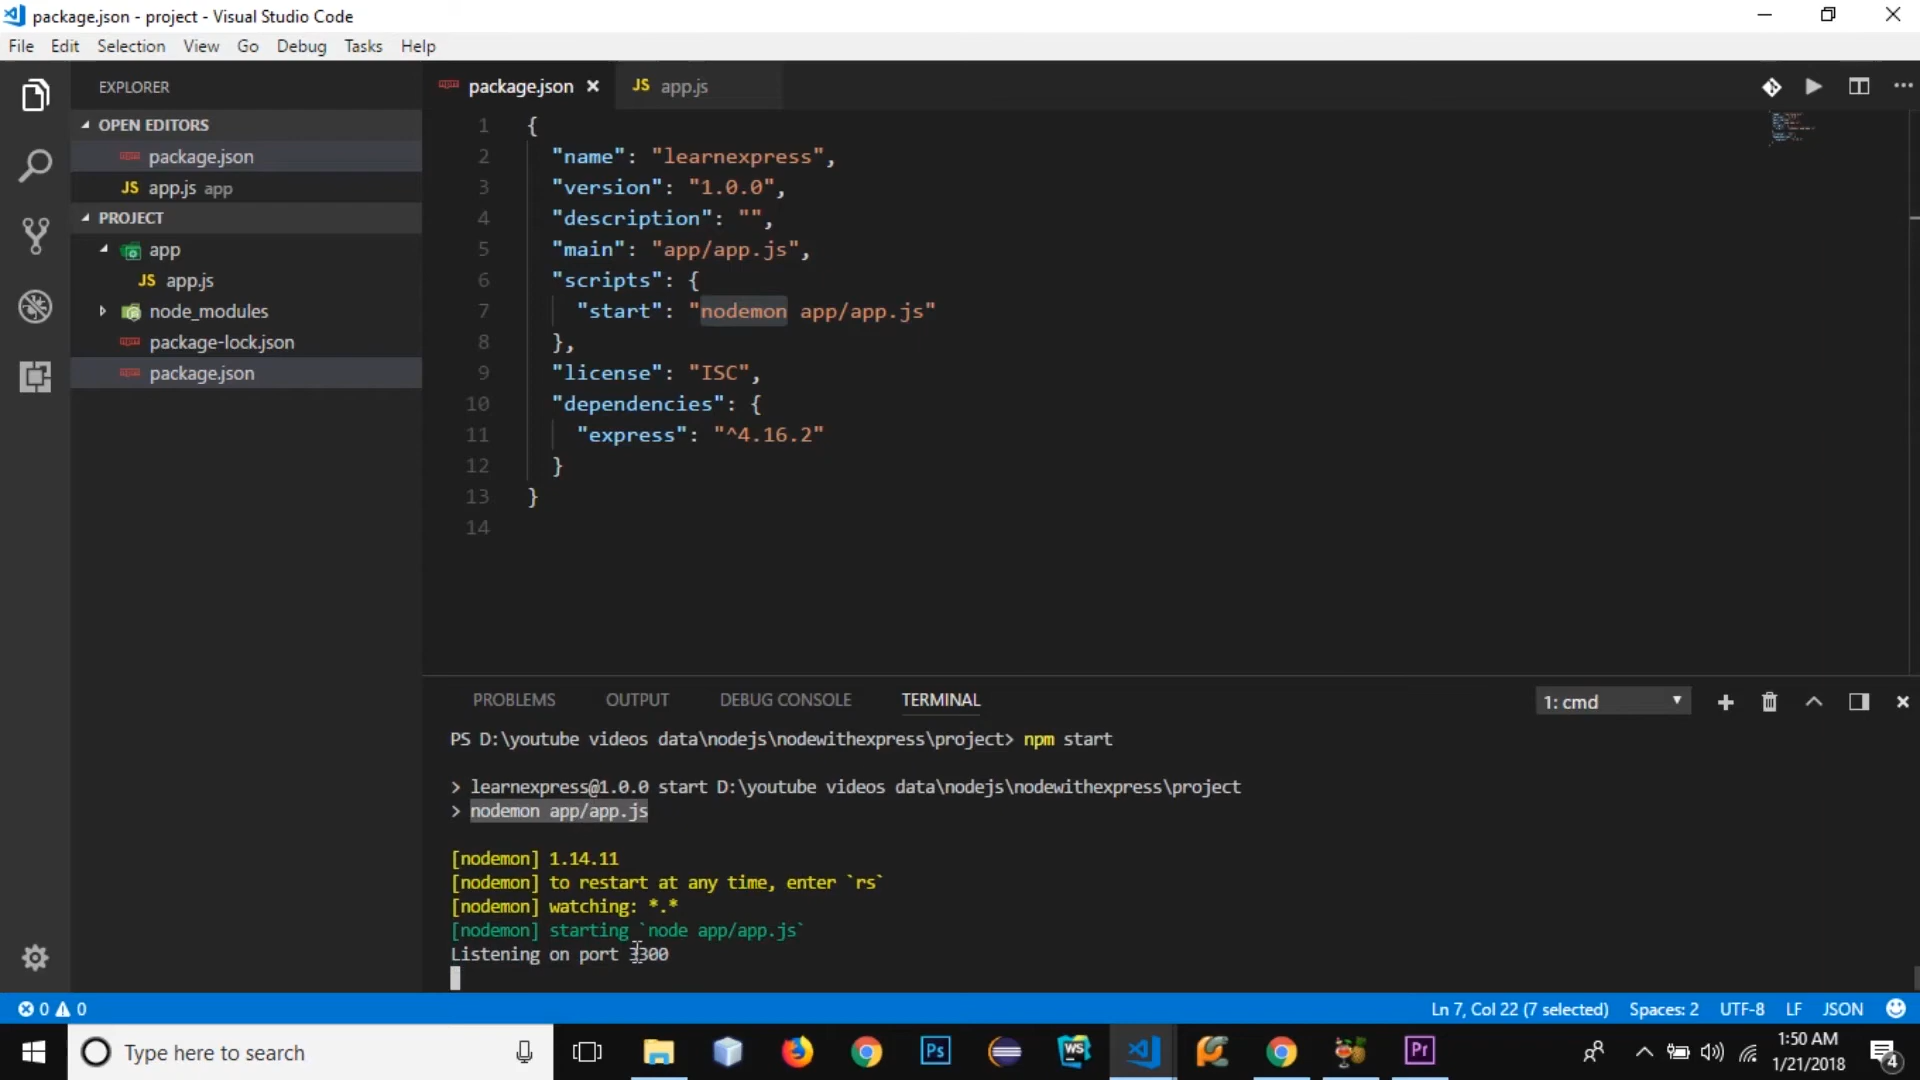 package.json - project - Visual Studio Code
File Edit Selection View Go Debug Tasks Help
EXPLORER
OPEN EDITORS
package.json
JS app.js app
PROJECT
app
JS app.js
node_modules
package-lock.json
package.json
package.json JS app.js
1 {
2 "name": "learnexpress",
3 "version": "1.0.0",
4 "description": "",
5 "main": "app/app.js",
6 "scripts": {
7 "start": "nodemon app/app.js"
8 },
9 "license": "ISC",
10 "dependencies": {
11 "express": "^4.16.2"
12 }
13 }
14
PROBLEMS OUTPUT DEBUG CONSOLE TERMINAL 1: cmd
PS D:\youtube videos data\nodejs\nodewithexpress\project> npm start
> learnexpress@1.0.0 start D:\youtube videos data\nodejs\nodewithexpress\project
> nodemon app/app.js
[nodemon] 1.14.11
[nodemon] to restart at any time, enter `rs`
[nodemon] watching: *.*
[nodemon] starting `node app/app.js`
Listening on port 3300
0 0 Ln 7, Col 22 (7 selected) Spaces: 2 UTF-8 LF JSON
Type here to search Ps WS Pr 1:50 AM
1/21/2018 4